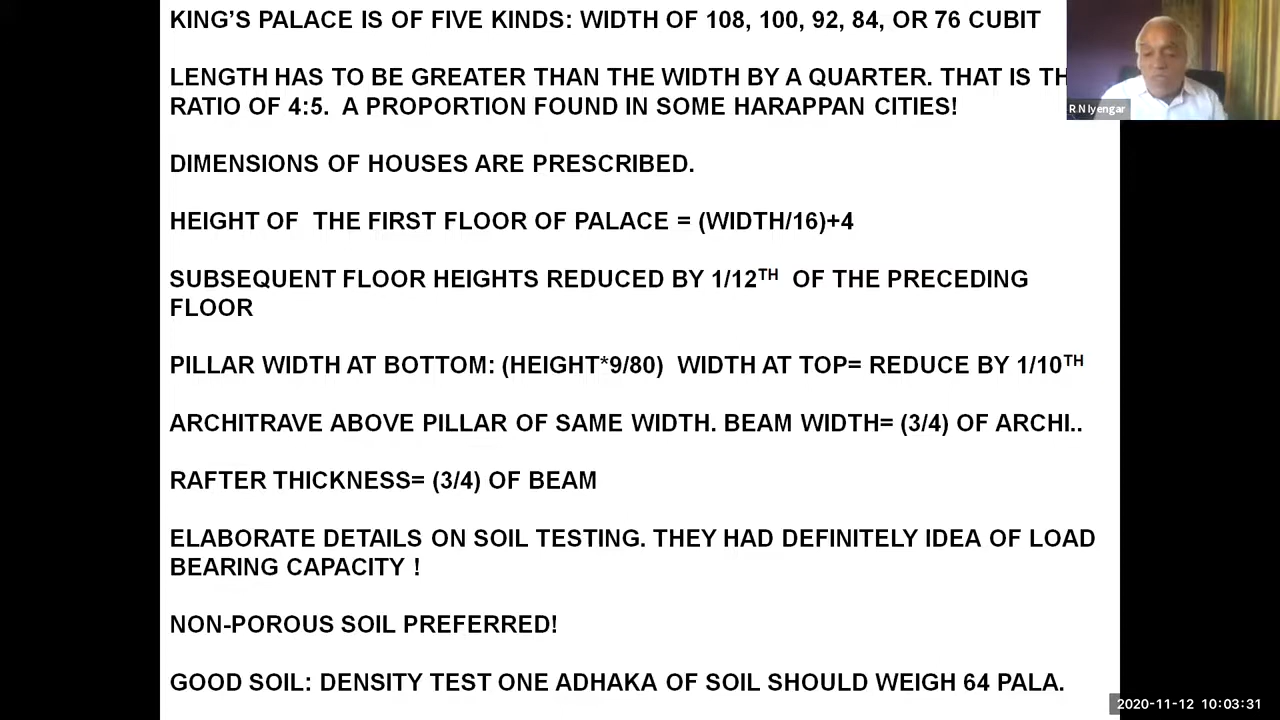 KING’S PALACE IS OF FIVE KINDS: WIDTH OF 108, 100, 92, 84, OR 76 CUBIT
LENGTH HAS TO BE GREATER THAN THE WIDTH BY A QUARTER. THAT IS TH
RATIO OF 4:5. A PROPORTION FOUND IN SOME HARAPPAN CITIES!
R N Iyengar
DIMENSIONS OF HOUSES ARE PRESCRIBED.
HEIGHT OF THE FIRST FLOOR OF PALACE = (WIDTH/16)+4
SUBSEQUENT FLOOR HEIGHTS REDUCED BY 1/12TH OF THE PRECEDING
FLOOR
PILLAR WIDTH AT BOTTOM: (HEIGHT*9/80) WIDTH AT TOP= REDUCE BY 1/10TH
ARCHITRAVE ABOVE PILLAR OF SAME WIDTH. BEAM WIDTH= (3/4) OF ARCHI..
RAFTER THICKNESS= (3/4) OF BEAM
ELABORATE DETAILS ON SOIL TESTING. THEY HAD DEFINITELY IDEA OF LOAD
BEARING CAPACITY !
NON-POROUS SOIL PREFERRED!
GOOD SOIL: DENSITY TEST ONE ADHAKA OF SOIL SHOULD WEIGH 64 PALA.
2020-11-12 10:03:31